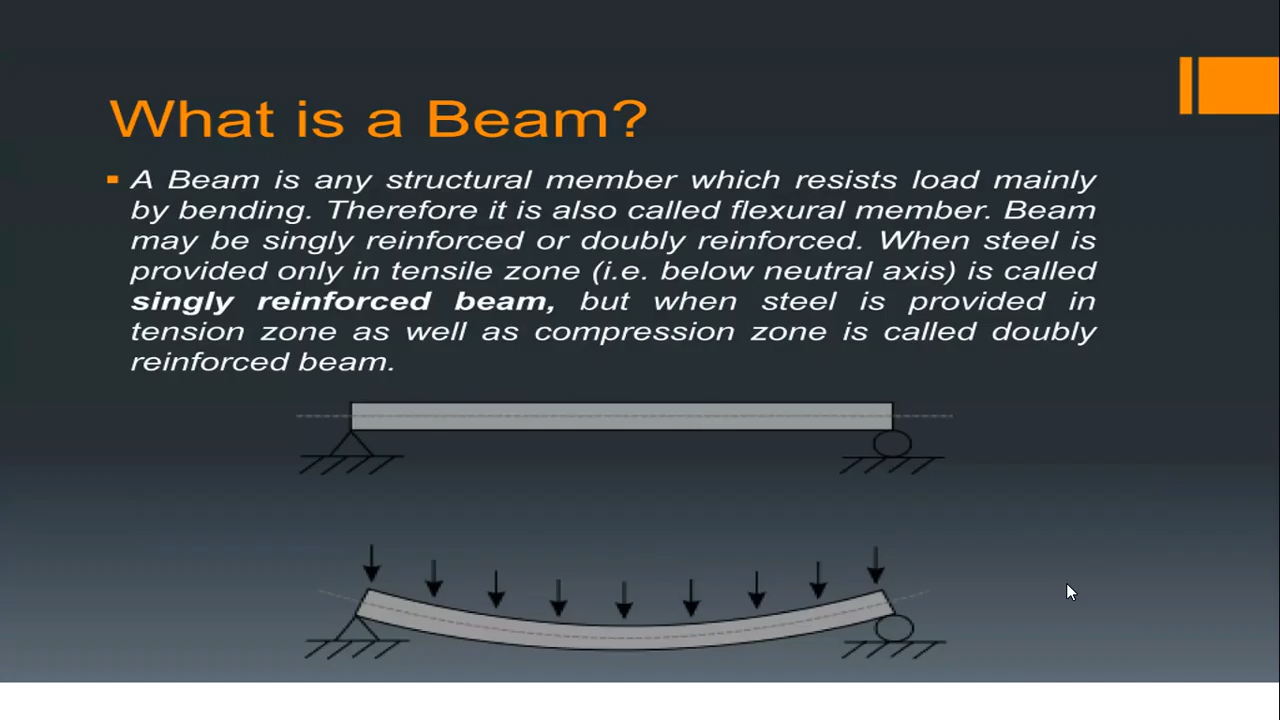 What is a Beam?
A Beam is any structural member which resists load mainly
by bending. Therefore it is also called flexural member. Beam
may be singly reinforced or doubly reinforced. When steel is
provided only in tensile zone (i.e. below neutral axis) is called
singly reinforced beam, but when steel is provided in
tension zone as well as compression zone is called doubly
reinforced beam.